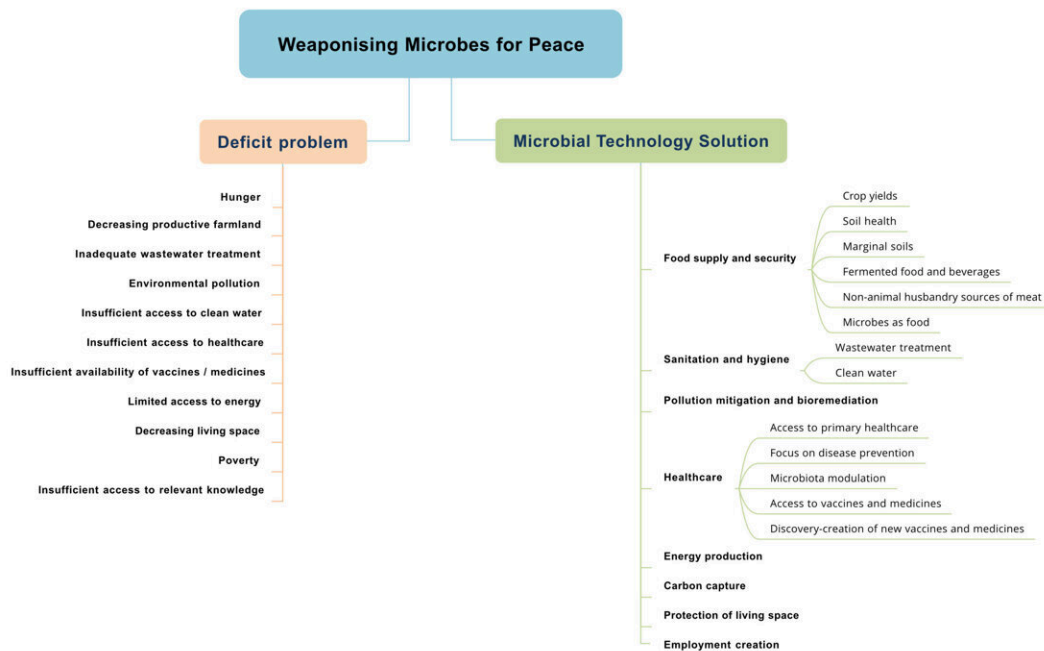 Weaponising Microbes for Peace
Deficit problem
Hunger
Decreasing productive farmland
Inadequate wastewater treatment
Environmental pollution
Insufficient access to clean water
Insufficient access to healthcare
Insufficient availability of vaccines / medicines
Limited access to energy
Decreasing living space
Poverty
Insufficient access to relevant knowledge
Microbial Technology Solution
Food supply and security
Crop yields
Soil health
Marginal soils
Fermented food and beverages
Non-animal husbandry sources of meat
Microbes as food
Sanitation and hygiene
Wastewater treatment
Clean water
Pollution mitigation and bioremediation
Healthcare
Access to primary healthcare
Focus on disease prevention
Microbiota modulation
Access to vaccines and medicines
Discovery-creation of new vaccines and medicines
Energy production
Carbon capture
Protection of living space
Employment creation